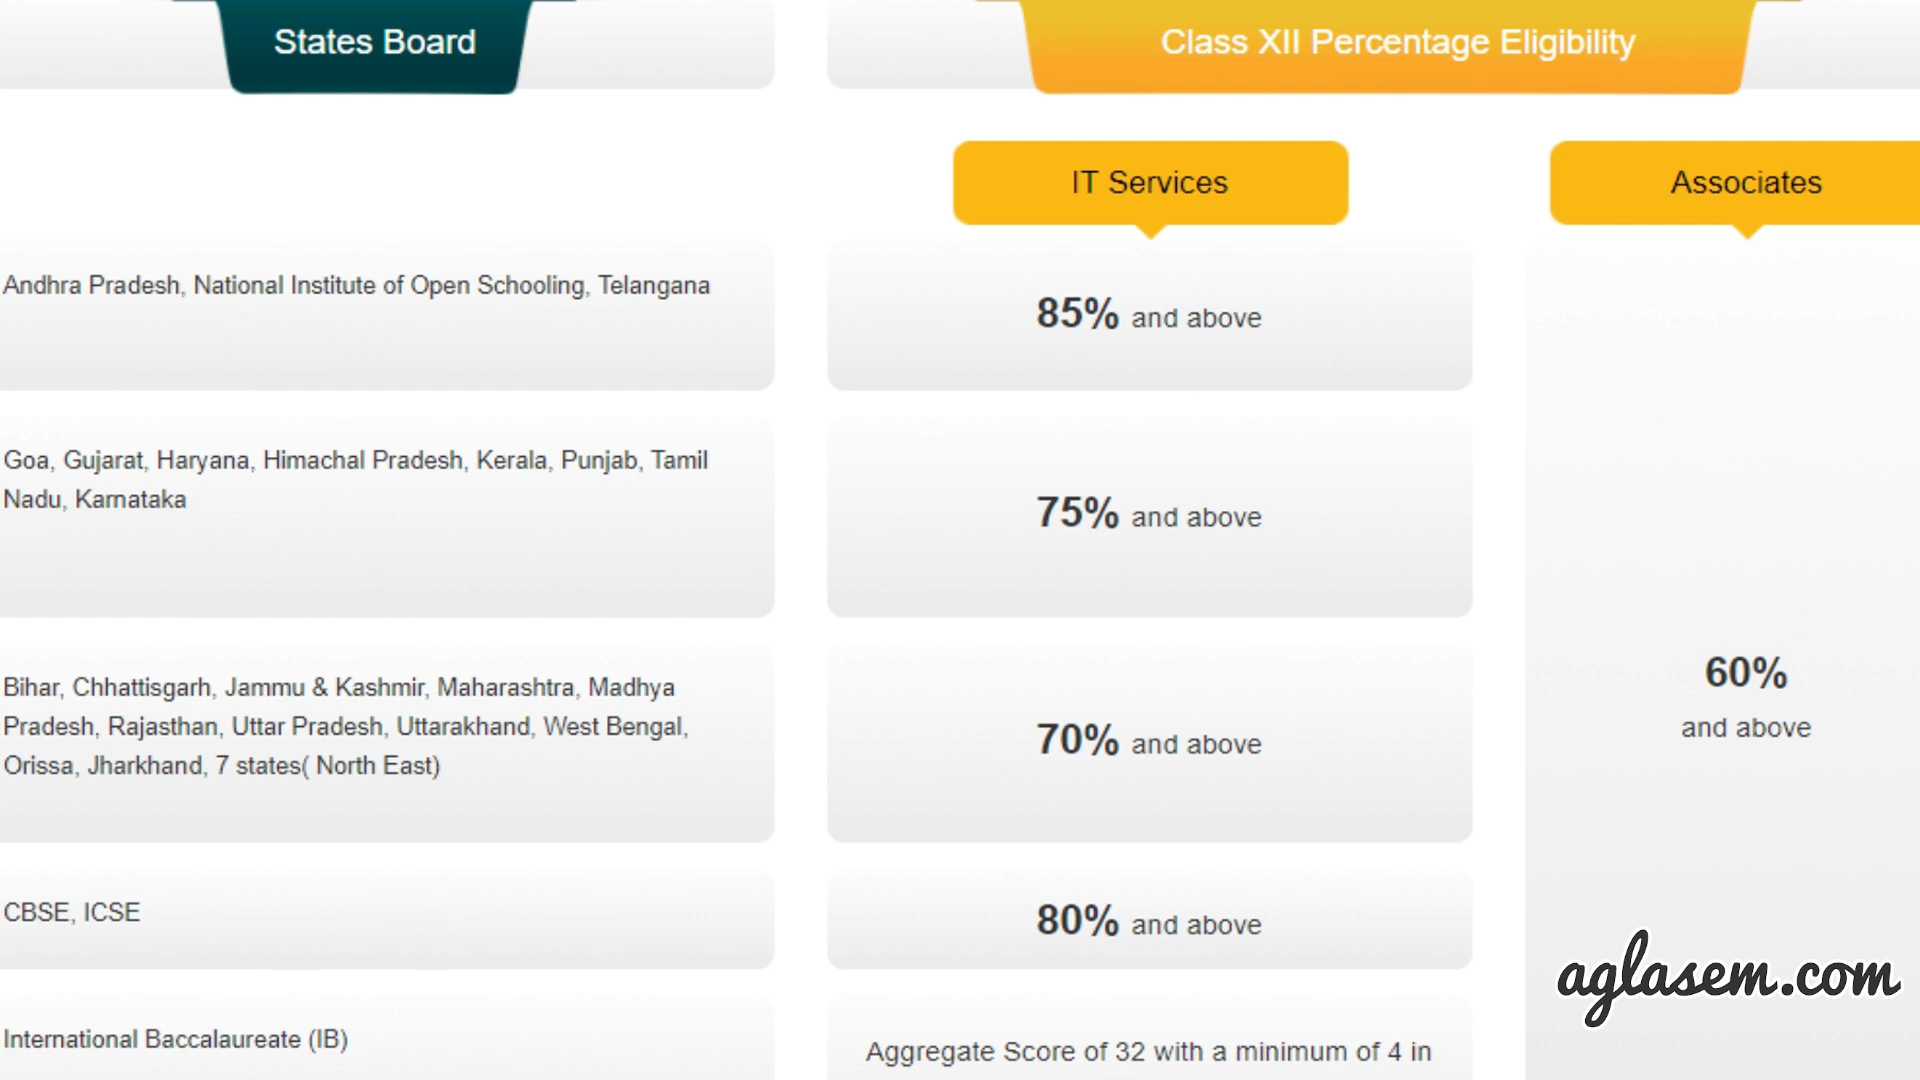 States Board
Class XII Percentage Eligibility
IT Services
Associates
Andhra Pradesh, National Institute of Open Schooling, Telangana
85% and above
Goa, Gujarat, Haryana, Himachal Pradesh, Kerala, Punjab, Tamil
Nadu, Karnataka
75% and above
Bihar, Chhattisgarh, Jammu & Kashmir, Maharashtra, Madhya
Pradesh, Rajasthan, Uttar Pradesh, Uttarakhand, West Bengal,
Orissa, Jharkhand, 7 states( North East)
70% and above
60%
and above
CBSE, ICSE
80% and above
International Baccalaureate (IB)
Aggregate Score of 32 with a minimum of 4 in
aglasem.com